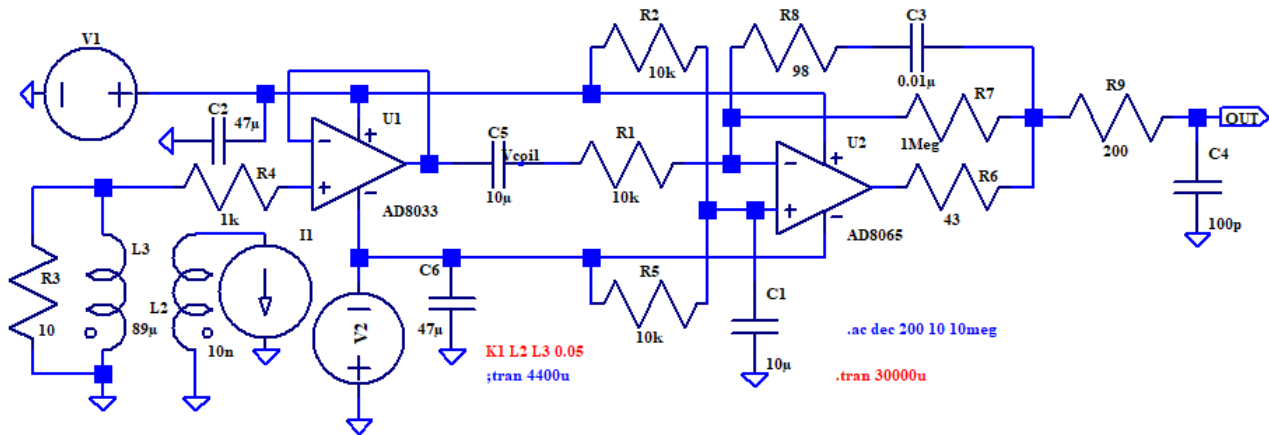 V1
C2
47µ
U1
R4
1k
AD8033
C5
Vcoil
10µ
R1
10k
R2
10k
R8
98
C3
0.01µ
R7
1Meg
U2
R6
43
AD8065
R9
200
OUT
C4
100p
R3
10
L3
89µ
L2
10n
I1
V2
C6
47µ
R5
10k
C1
10µ
K1 L2 L3 0.05
;tran 4400u
.ac dec 200 10 10meg
.tran 30000u